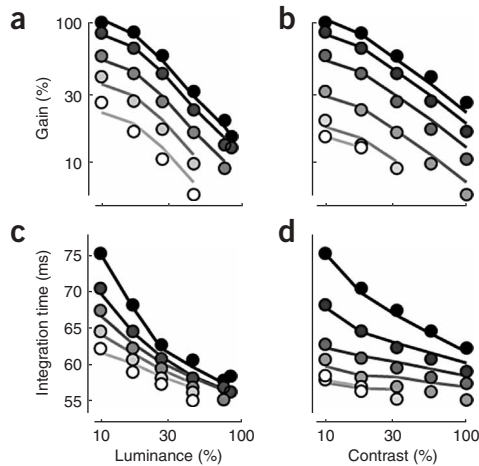 a
b
100
30
10
Gain (%)
c
d
75
70
65
60
55
Integration time (ms)
10 30 100
10 30 100
Luminance (%)
Contrast (%)